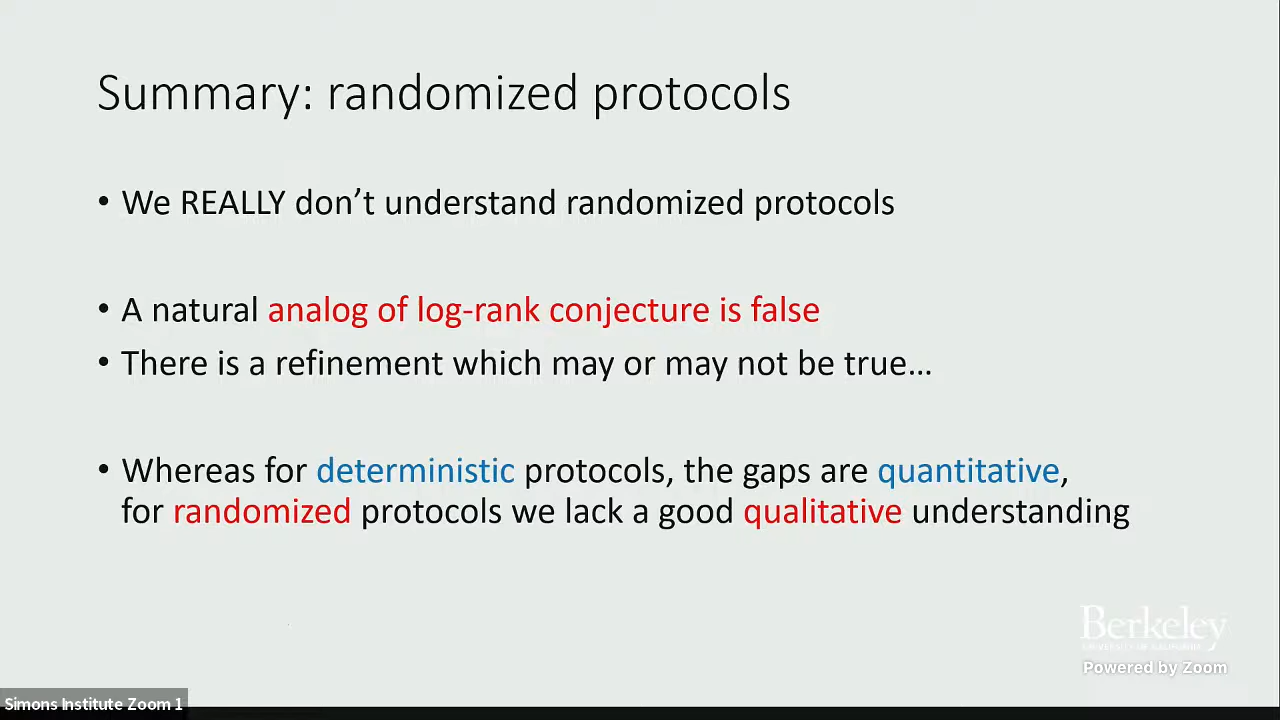 Summary: randomized protocols
• We REALLY don’t understand randomized protocols
• A natural analog of log-rank conjecture is false
• There is a refinement which may or may not be true…
• Whereas for deterministic protocols, the gaps are quantitative,
for randomized protocols we lack a good qualitative understanding
Berkeley
UNIVERSITY OF CALIFORNIA
Powered by Zoom
Simons Institute Zoom 1